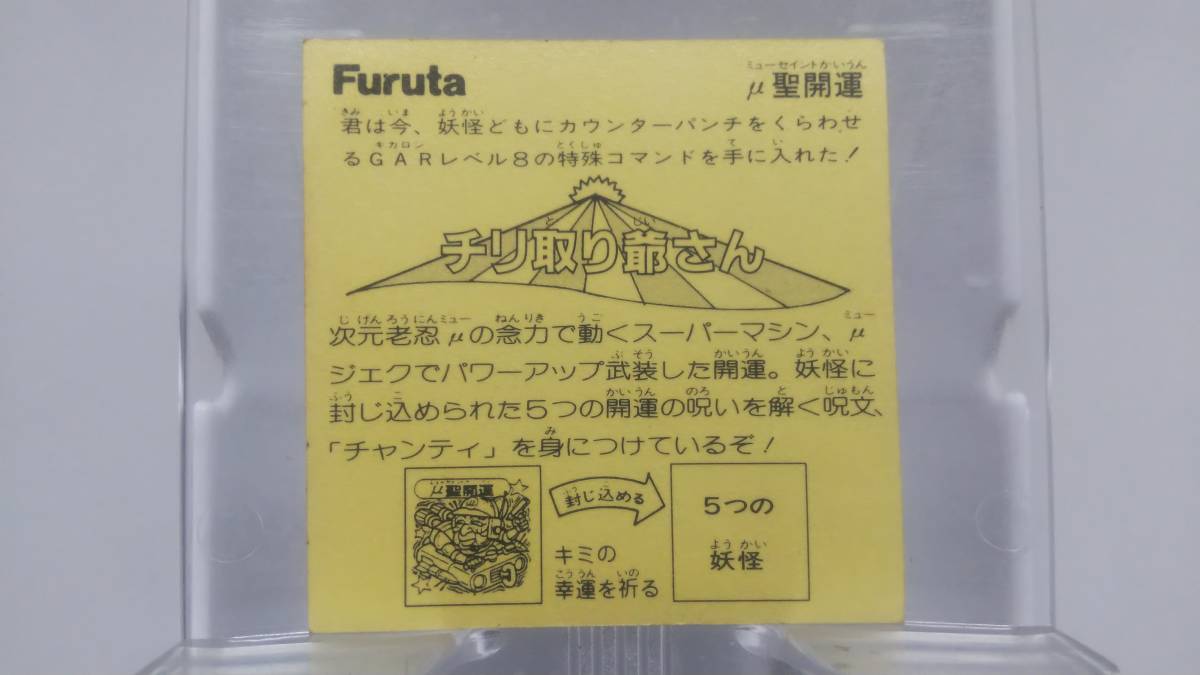 Furuta
ミューセイントかいうん
μ聖開運
きみ いま ようかい
君は今、妖怪どもにカウンターパンチをくらわせ
キカロン とくしゅ て い
るGARレベル8の特殊コマンドを手に入れた!
と じい
チリ取り爺さん
じげんろうにんミュー ねんりき うご ミュー
次元老忍μの念力で動くスーパーマシン、μ
ぶそう かいうん ようかい
ジェクでパワーアップ武装した開運。妖怪に
ふう こ かいうん のろ と じゅもん
封じ込められた5つの開運の呪いを解く呪文、
み
「チャンティ」を身につけているぞ!
μ聖開運
ふう こ
封じ込める
5つの
ようかい
妖怪
キミの
こううん いの
幸運を祈る